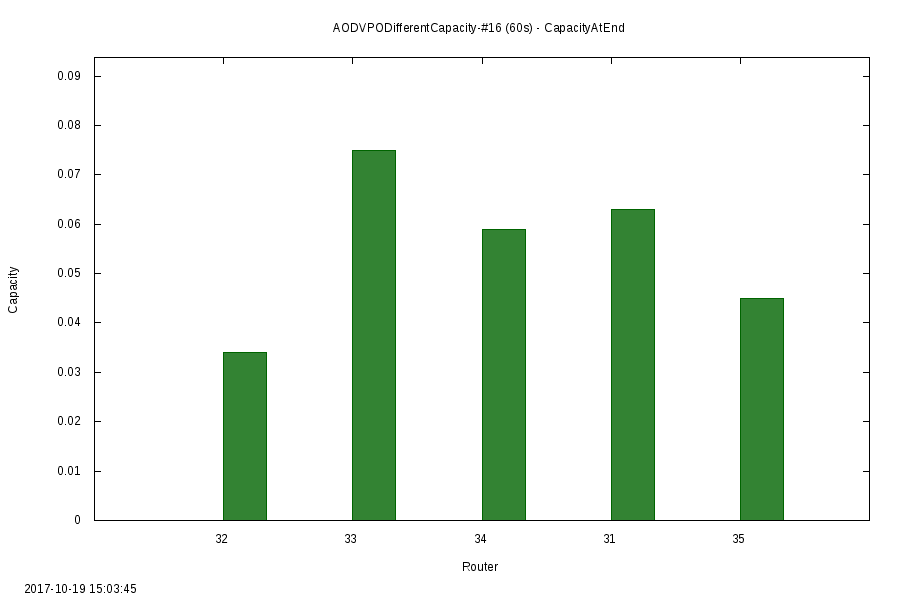 AODVPODifferentCapacity-#16 (60s) - CapacityAtEnd
0.09
0.08
0.07
0.06
0.05
0.04
0.03
0.02
0.01
0
Capacity
32 33 34 31 35
Router
2017-10-19 15:03:45